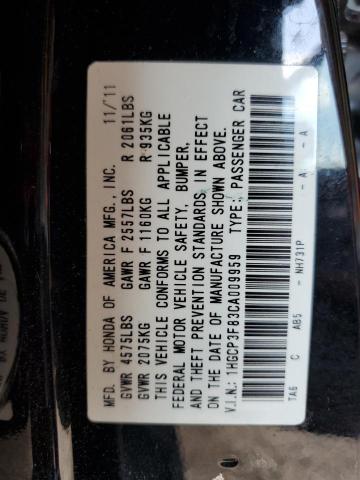 MFD. BY HONDA OF AMERICA MFG., INC. 11/'11
GVWR 4575LBS GAWR F 2557LBS R 2061LBS
GVWR 2075KG GAWR F 1160KG R 935KG
THIS VEHICLE CONFORMS TO ALL APPLICABLE
FEDERAL MOTOR VEHICLE SAFETY, BUMPER,
AND THEFT PREVENTION STANDARDS IN EFFECT
ON THE DATE OF MANUFACTURE SHOWN ABOVE.
V.I.N.: 1HGCP3F83CA009959 TYPE: PASSENGER CAR
TA6 C AB5 - NH731P - A - A